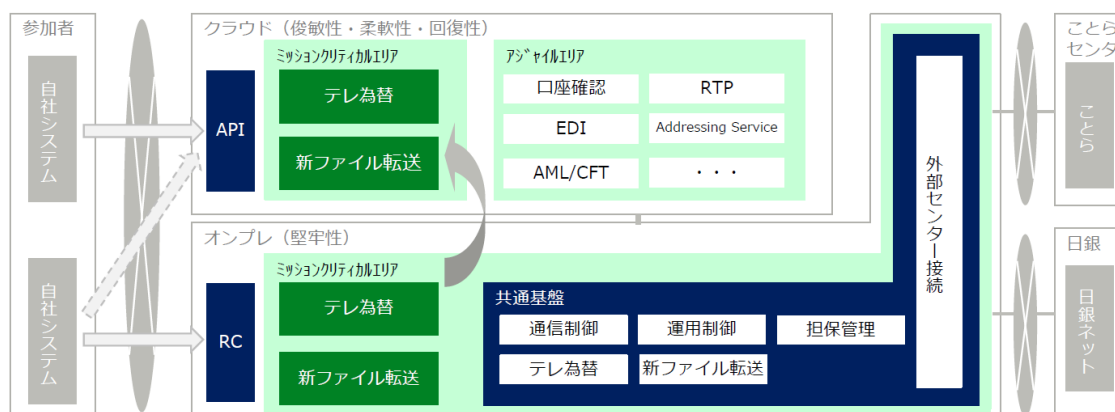 参加者
自社システム
自社システム
クラウド（俊敏性・柔軟性・回復性）
API
ﾐｯｼｮﾝｸﾘﾃｨｶﾙｴﾘｱ
テレ為替
新ファイル転送
ｱｼﾞｬｲﾙｴﾘｱ
口座確認
RTP
EDI
Addressing Service
AML/CFT
・・・
オンプレ（堅牢性）
RC
ﾐｯｼｮﾝｸﾘﾃｨｶﾙｴﾘｱ
テレ為替
新ファイル転送
共通基盤
通信制御
運用制御
担保管理
テレ為替
新ファイル転送
外部センター接続
ことら
センタ
ことら
日銀
日銀ネット